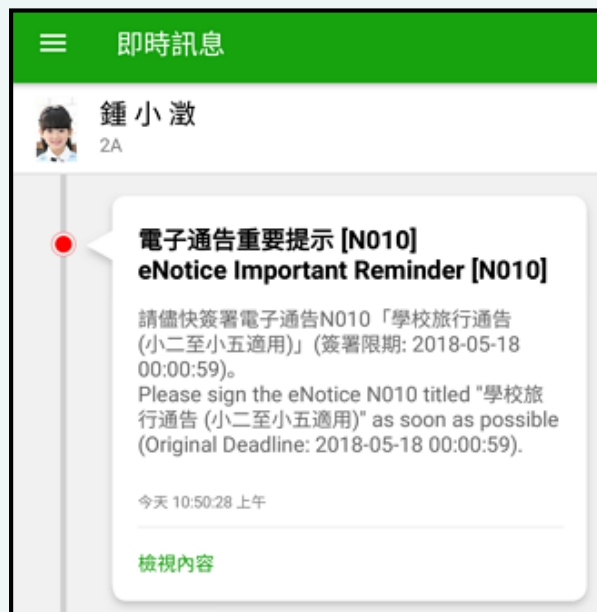 即時訊息
鍾小澂
2A
電子通告重要提示 [N010]
eNotice Important Reminder [N010]
請儘快簽署電子通告N010「學校旅行通告
(小二至小五適用)」(簽署限期: 2018-05-18
00:00:59)。
Please sign the eNotice N010 titled "學校旅
行通告 (小二至小五適用)" as soon as possible
(Original Deadline: 2018-05-18 00:00:59).
今天 10:50:28 上午
檢視內容